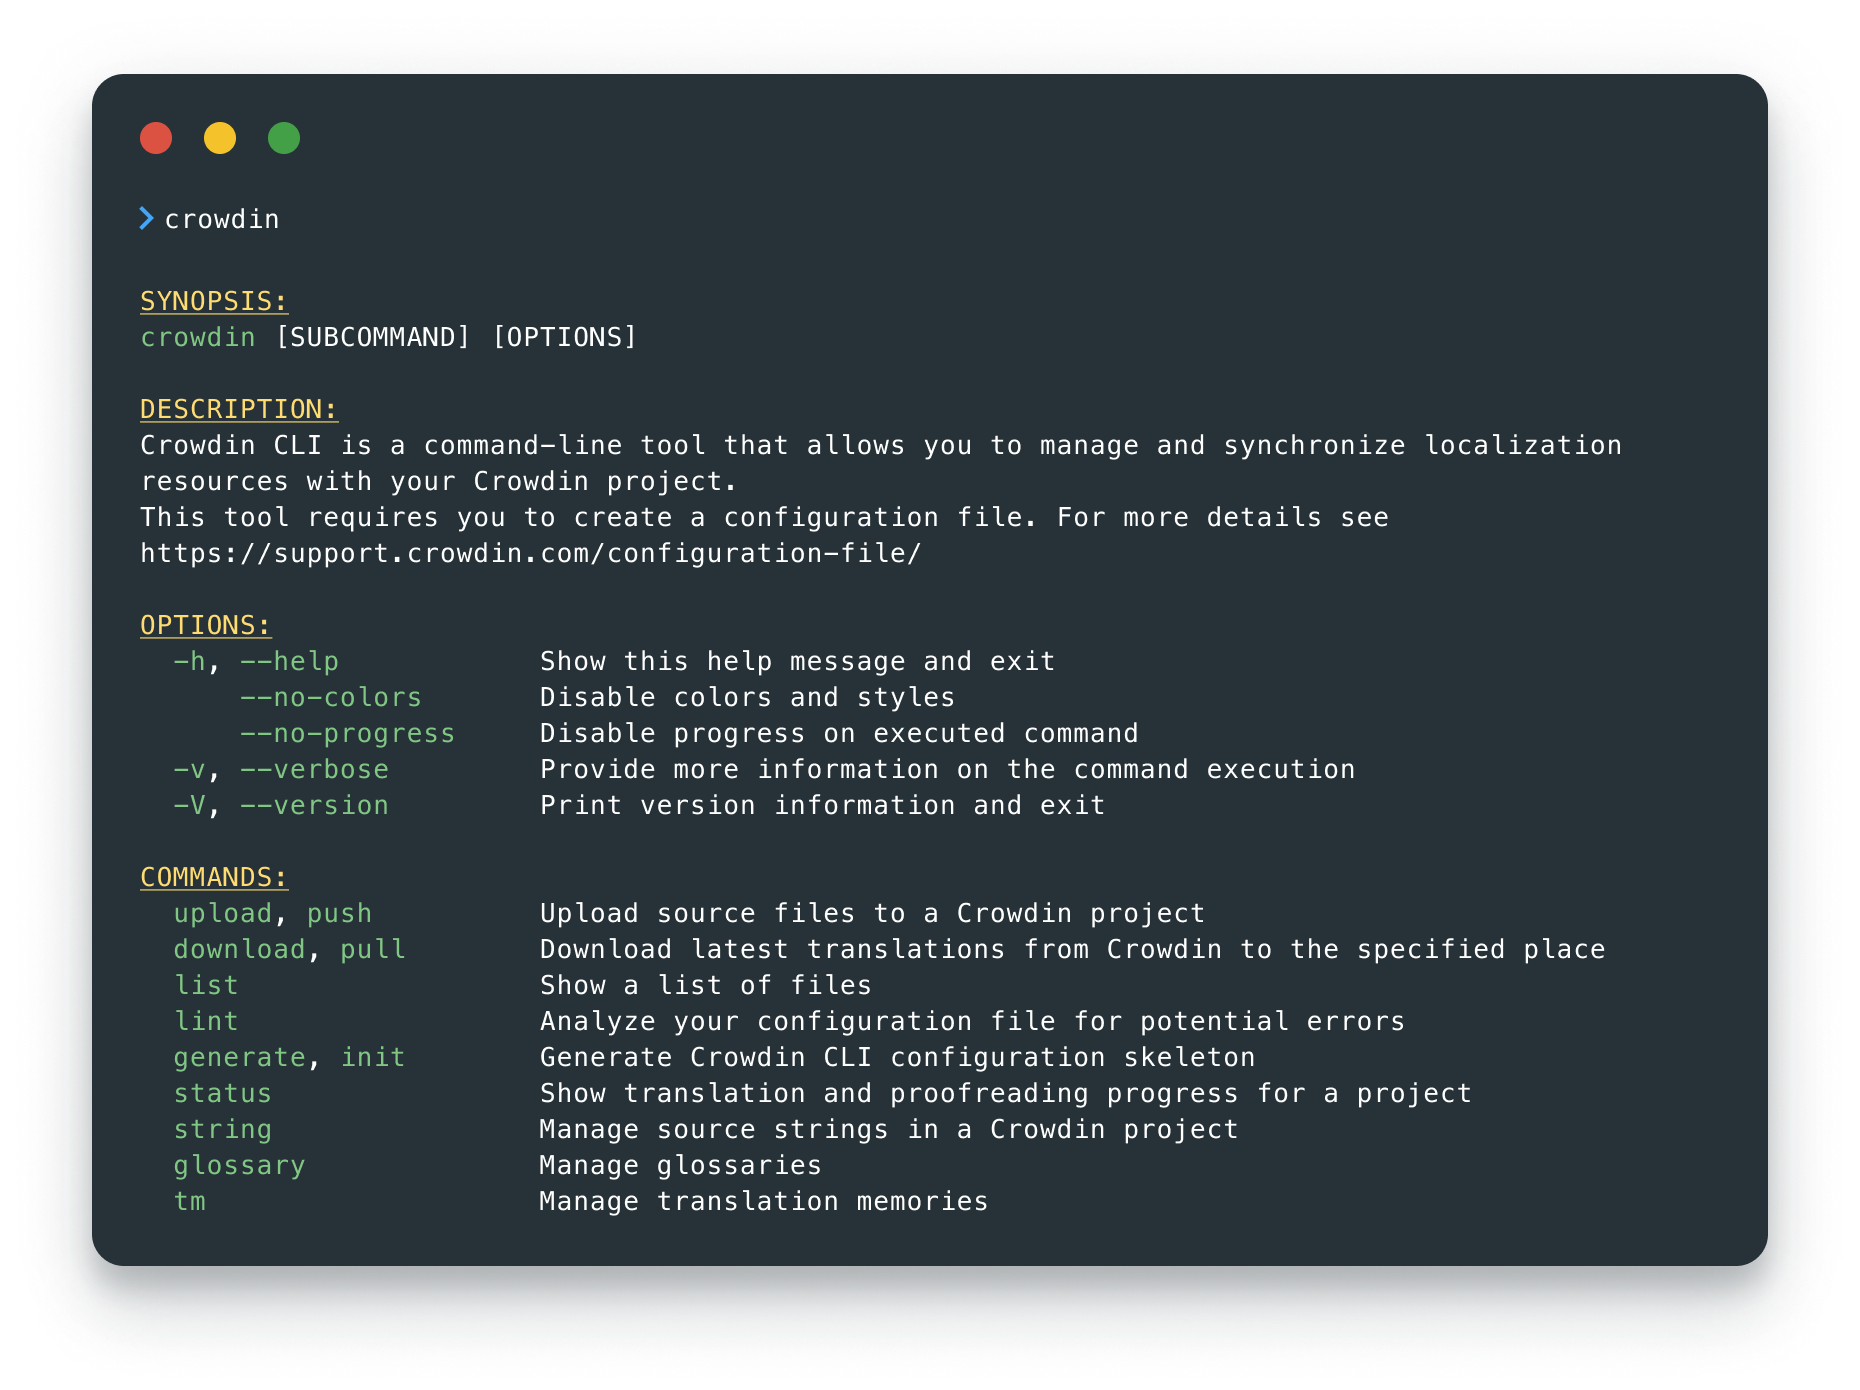 crowdin
SYNOPSIS:
crowdin [SUBCOMMAND] [OPTIONS]
DESCRIPTION:
Crowdin CLI is a command-line tool that allows you to manage and synchronize localization
resources with your Crowdin project.
This tool requires you to create a configuration file. For more details see
https://support.crowdin.com/configuration-file/
OPTIONS:
-h, --help Show this help message and exit
--no-colors Disable colors and styles
--no-progress Disable progress on executed command
-v, --verbose Provide more information on the command execution
-V, --version Print version information and exit
COMMANDS:
upload, push Upload source files to a Crowdin project
download, pull Download latest translations from Crowdin to the specified place
list Show a list of files
lint Analyze your configuration file for potential errors
generate, init Generate Crowdin CLI configuration skeleton
status Show translation and proofreading progress for a project
string Manage source strings in a Crowdin project
glossary Manage glossaries
tm Manage translation memories